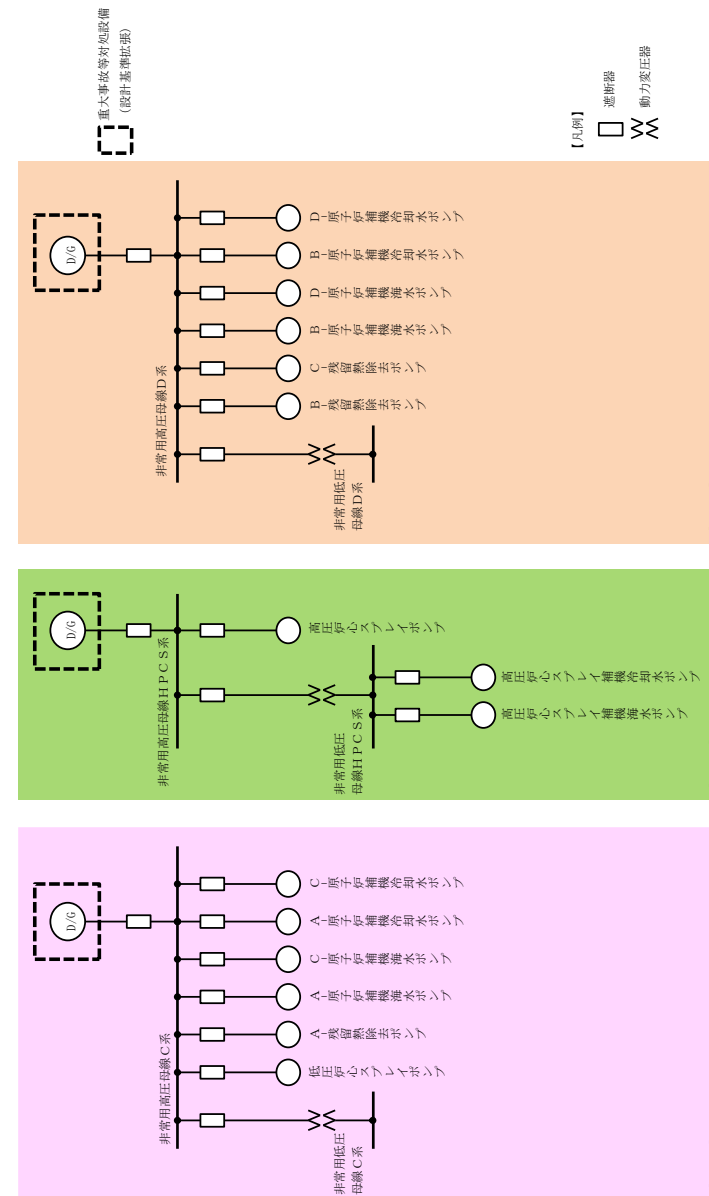 重大事故等対処設備
（設計基準拡張）
【凡例】
遮断器
動力変圧器
D/G
非常用高圧母線Ｄ系
Ｄ－原子炉補機冷却水ポンプ
Ｂ－原子炉補機冷却水ポンプ
Ｄ－原子炉補機海水ポンプ
Ｂ－原子炉補機海水ポンプ
Ｃ－残留熱除去ポンプ
Ｂ－残留熱除去ポンプ
非常用低圧
母線Ｄ系
D/G
非常用高圧母線ＨＰＣＳ系
高圧炉心スプレイポンプ
非常用低圧
母線ＨＰＣＳ系
高圧炉心スプレイ補機冷却水ポンプ
高圧炉心スプレイ補機海水ポンプ
D/G
非常用高圧母線Ｃ系
Ｃ－原子炉補機冷却水ポンプ
Ａ－原子炉補機冷却水ポンプ
Ｃ－原子炉補機海水ポンプ
Ａ－原子炉補機海水ポンプ
Ａ－残留熱除去ポンプ
低圧炉心スプレイポンプ
非常用低圧
母線Ｃ系